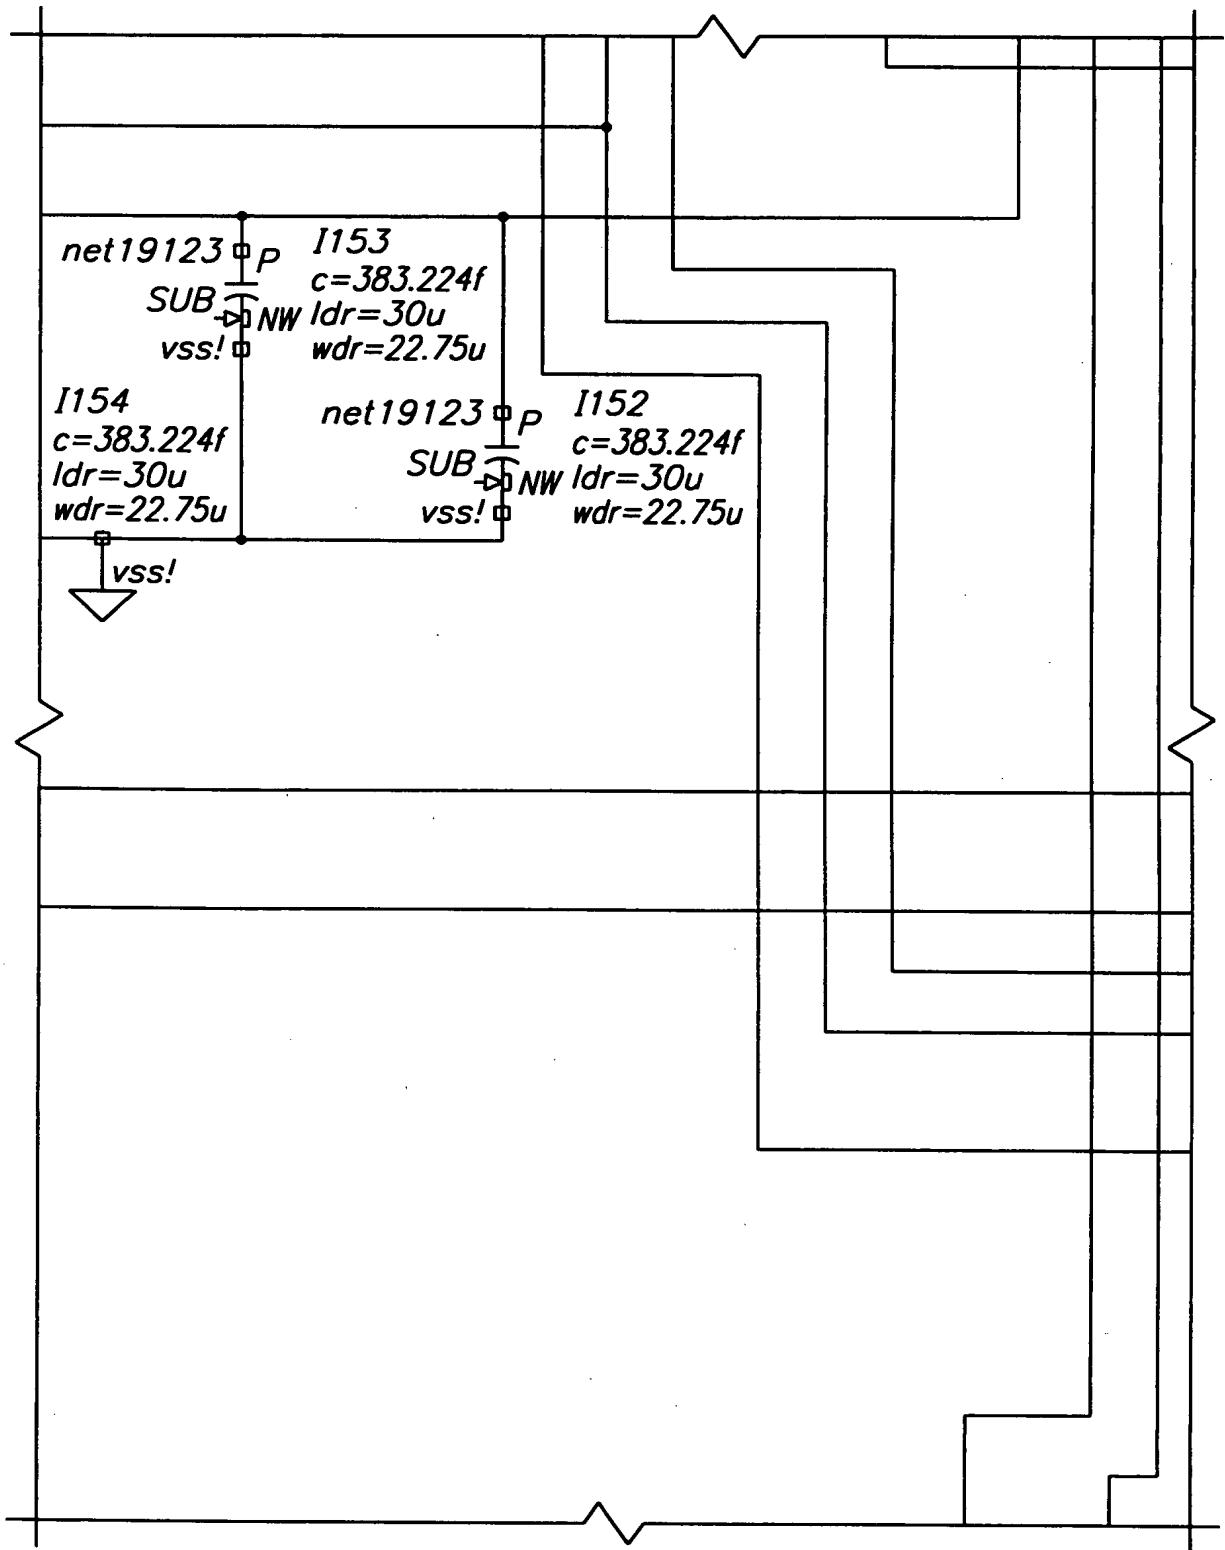 net19123 P I153
c=383.224f
SUB NW ldr=30u
vss! wdr=22.75u
I154
c=383.224f
ldr=30u
wdr=22.75u
net19123 P I152
c=383.224f
SUB NW ldr=30u
vss! wdr=22.75u
vss!